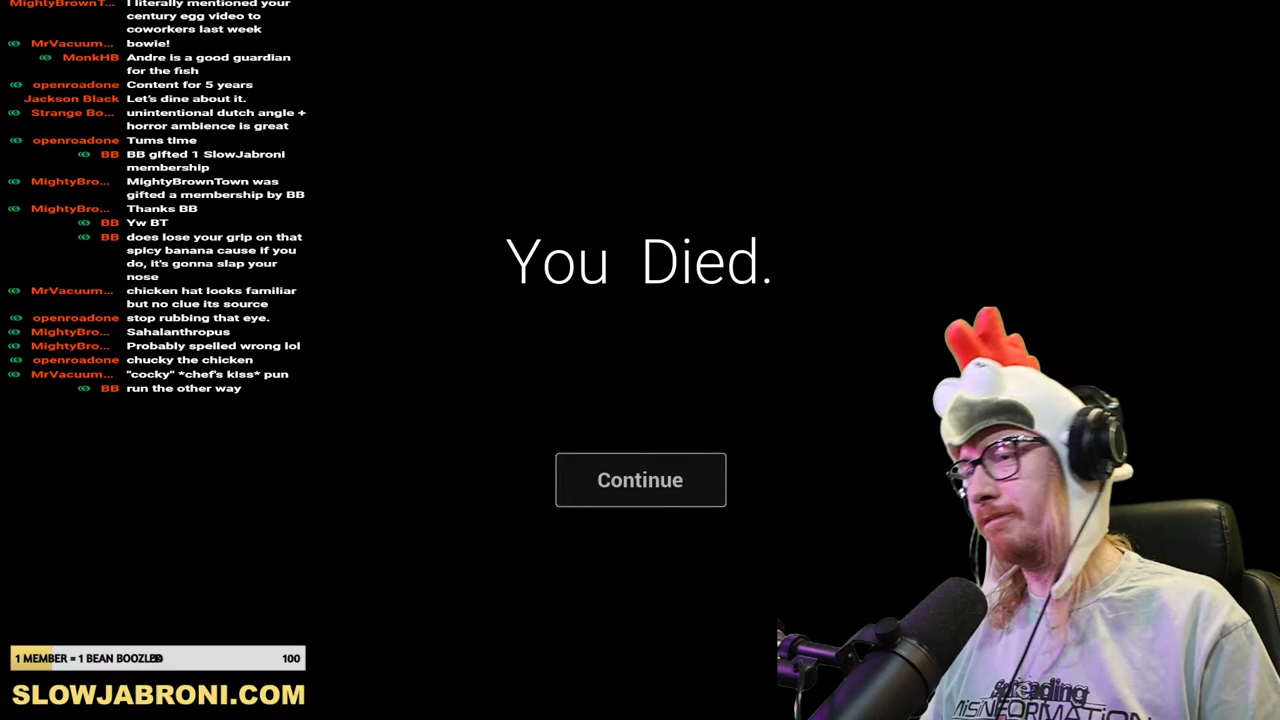 MightyBrownT... I literally mentioned your
century egg video to
coworkers last week
MrVacuum... bowie!
MonkHB Andre is a good guardian
for the fish
openroadone Content for 5 years
Jackson Black Let's dine about it.
Strange Bo... unintentional dutch angle +
horror ambience is great
openroadone Tums time
BB BB gifted 1 SlowJabroni
membership
MightyBro... MightyBrownTown was
gifted a membership by BB
MightyBro... Thanks BB
BB Yw BT
BB does lose your grip on that
spicy banana cause if you
do, it's gonna slap your
nose
MrVacuum... chicken hat looks familiar
but no clue its source
openroadone stop rubbing that eye.
MightyBro... Sahalanthropus
MightyBro... Probably spelled wrong lol
openroadone chucky the chicken
MrVacuum... "cocky" *chef's kiss* pun
BB run the other way
You Died.
Continue
1 MEMBER = 1 BEAN BOOZLED 100
SLOWJABRONI.COM
Spreading
MISINFORMATION